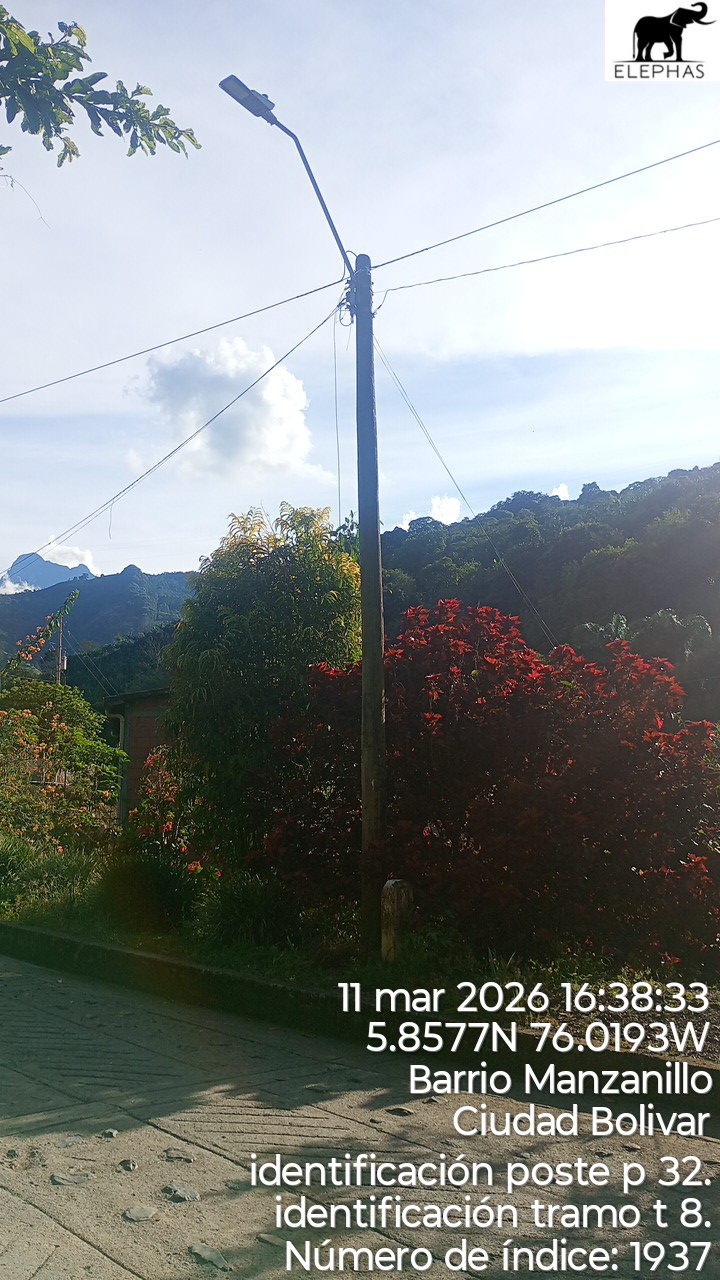 ELEPHAS
11 mar 2026 16:38:33
5.8577N 76.0193W
Barrio Manzanillo
Ciudad Bolivar
identificación poste p 32.
identificación tramo t 8.
Número de índice: 1937